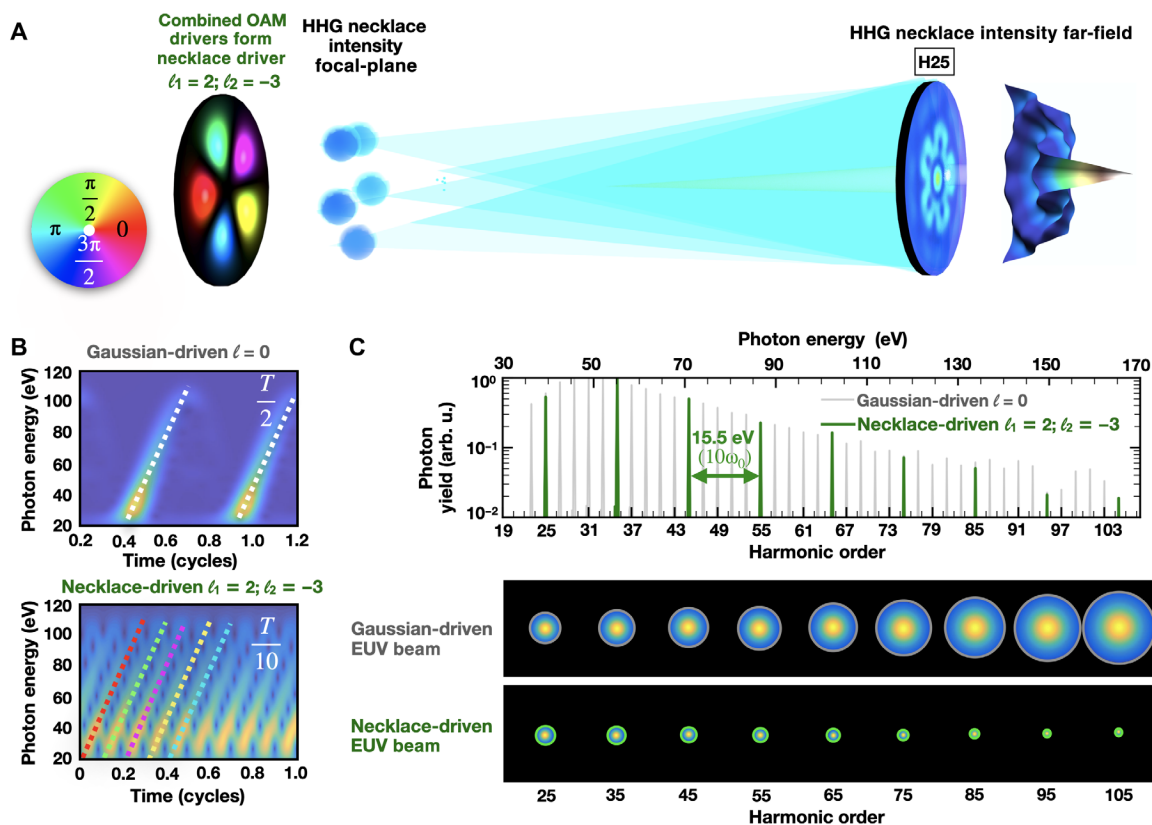 A
Combined OAM
drivers form
necklace driver
ℓ₁ = 2; ℓ₂ = −3
HHG necklace
intensity
focal-plane
HHG necklace intensity far-field
H25
π/2
π
0
3π/2
B
Gaussian-driven ℓ = 0
Photon energy (eV)
120
100
80
60
40
20
T/2
0.2
0.4
0.6
0.8
1.0
1.2
Time (cycles)
Necklace-driven ℓ₁ = 2; ℓ₂ = −3
Photon energy (eV)
120
100
80
60
40
20
T/10
0
0.2
0.4
0.6
0.8
1.0
Time (cycles)
C
Photon energy (eV)
30
50
70
90
110
130
150
170
Photon
yield (arb. u.)
10⁰
10⁻¹
10⁻²
Gaussian-driven ℓ = 0
Necklace-driven ℓ₁ = 2; ℓ₂ = −3
15.5 eV
(10ω₀)
19
25
31
37
43
49
55
61
67
73
79
85
91
97
103
Harmonic order
Gaussian-driven
EUV beam
Necklace-driven
EUV beam
25
35
45
55
65
75
85
95
105
Harmonic order